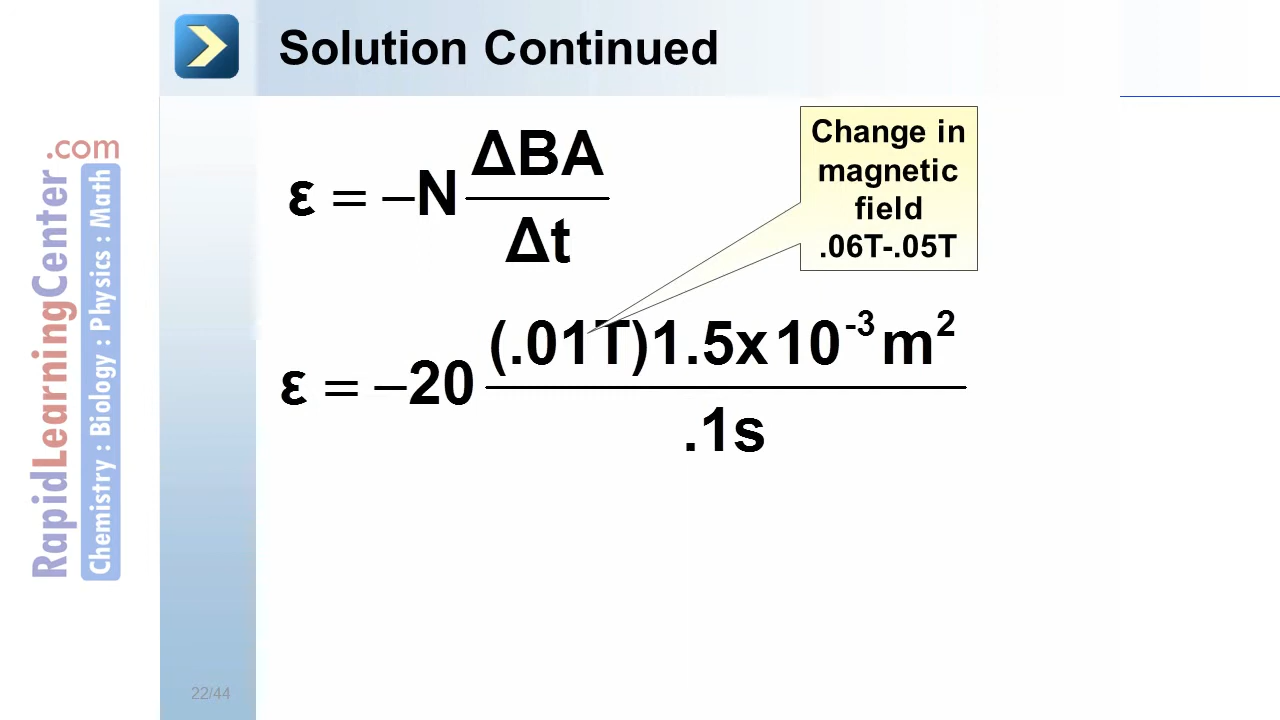 Solution Continued
ε = −N ΔBA
Δt
Change in
magnetic
field
.06T-.05T
ε = −20 (.01T)1.5x10⁻³m²
.1s
.com
RapidLearningCenter
Chemistry : Biology : Physics : Math
22/44